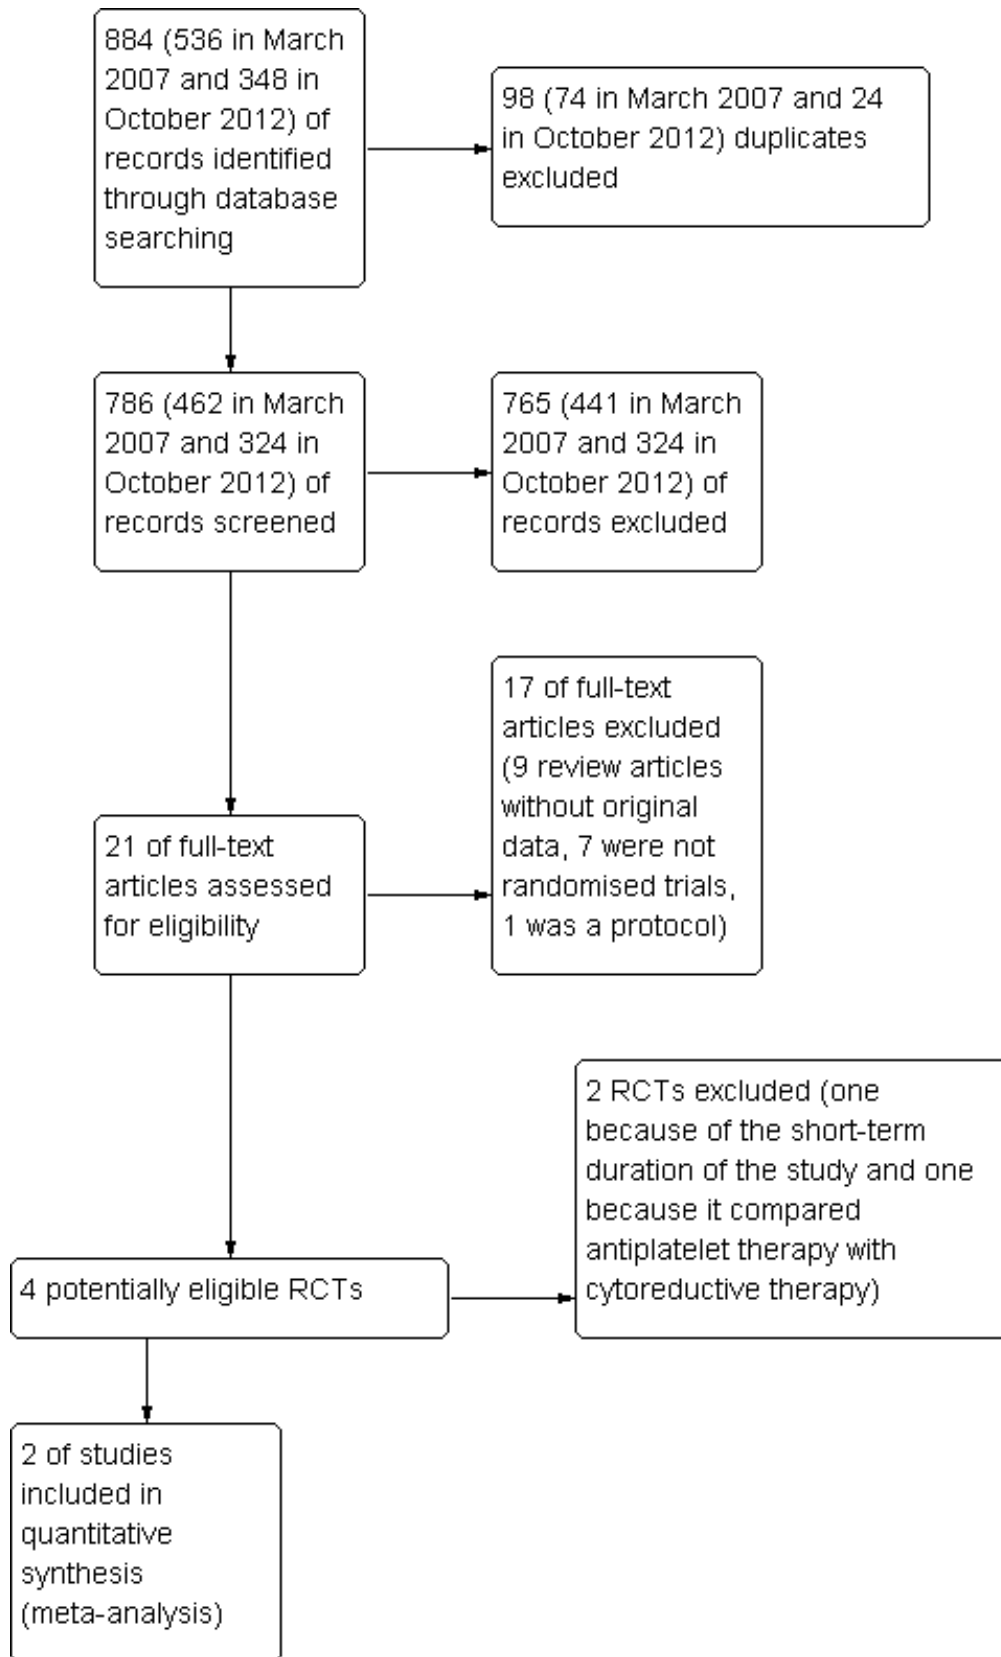 884 (536 in March
2007 and 348 in
October 2012) of
records identified
through database
searching
98 (74 in March 2007 and 24
in October 2012) duplicates
excluded
786 (462 in March
2007 and 324 in
October 2012) of
records screened
765 (441 in March
2007 and 324 in
October 2012) of
records excluded
17 of full-text
articles excluded
(9 review articles
without original
data, 7 were not
randomised trials,
1 was a protocol)
21 of full-text
articles assessed
for eligibility
2 RCTs excluded (one
because of the short-term
duration of the study and one
because it compared
antiplatelet therapy with
cytoreductive therapy)
4 potentially eligible RCTs
2 of studies
included in
quantitative
synthesis
(meta-analysis)